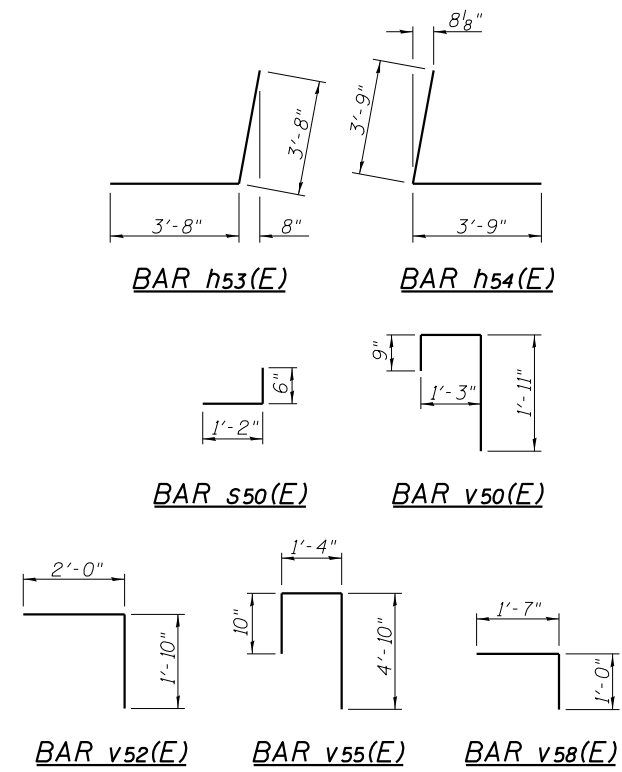 8⅛"
3'-8"
3'-9"
3'-8"
8"
3'-9"
BAR h53(E)
BAR h54(E)
9"
6"
1'-3"
1'-11"
1'-2"
BAR s50(E)
BAR v50(E)
2'-0"
1'-4"
1'-7"
10"
1'-10"
4'-10"
1'-0"
BAR v52(E)
BAR v55(E)
BAR v58(E)